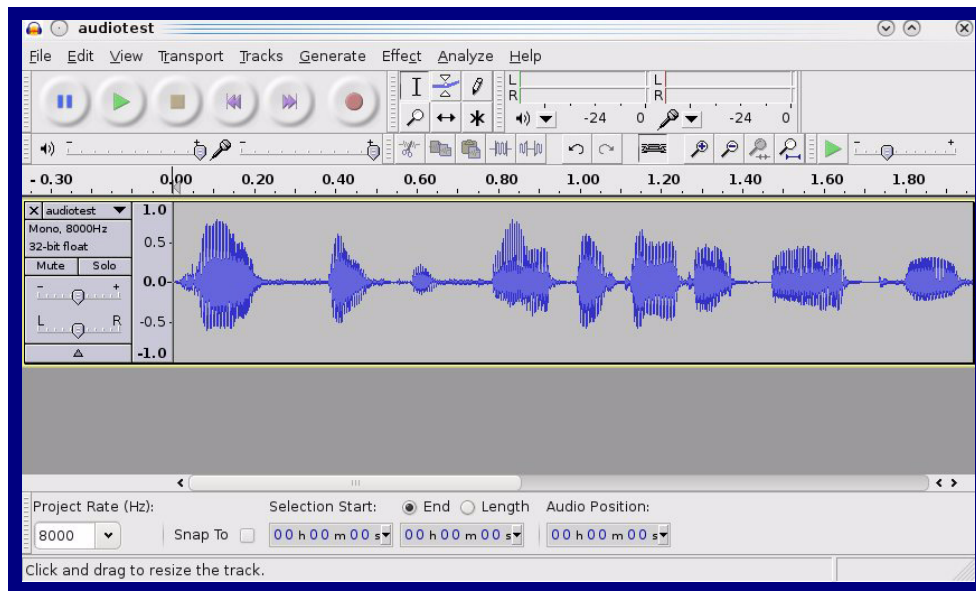 audiotest
File Edit View Transport Tracks Generate Effect Analyze Help
L
R
-24 0
L
R
-24 0
- +
- +
- +
- 0.30 0.00 0.20 0.40 0.60 0.80 1.00 1.20 1.40 1.60 1.80
X audiotest
Mono, 8000Hz
32-bit float
Mute Solo
- +
L R
1.0
0.5
0.0
-0.5
-1.0
Project Rate (Hz): Selection Start: End Length Audio Position:
8000 Snap To 00 h 00 m 00 s 00 h 00 m 00 s 00 h 00 m 00 s
Click and drag to resize the track.